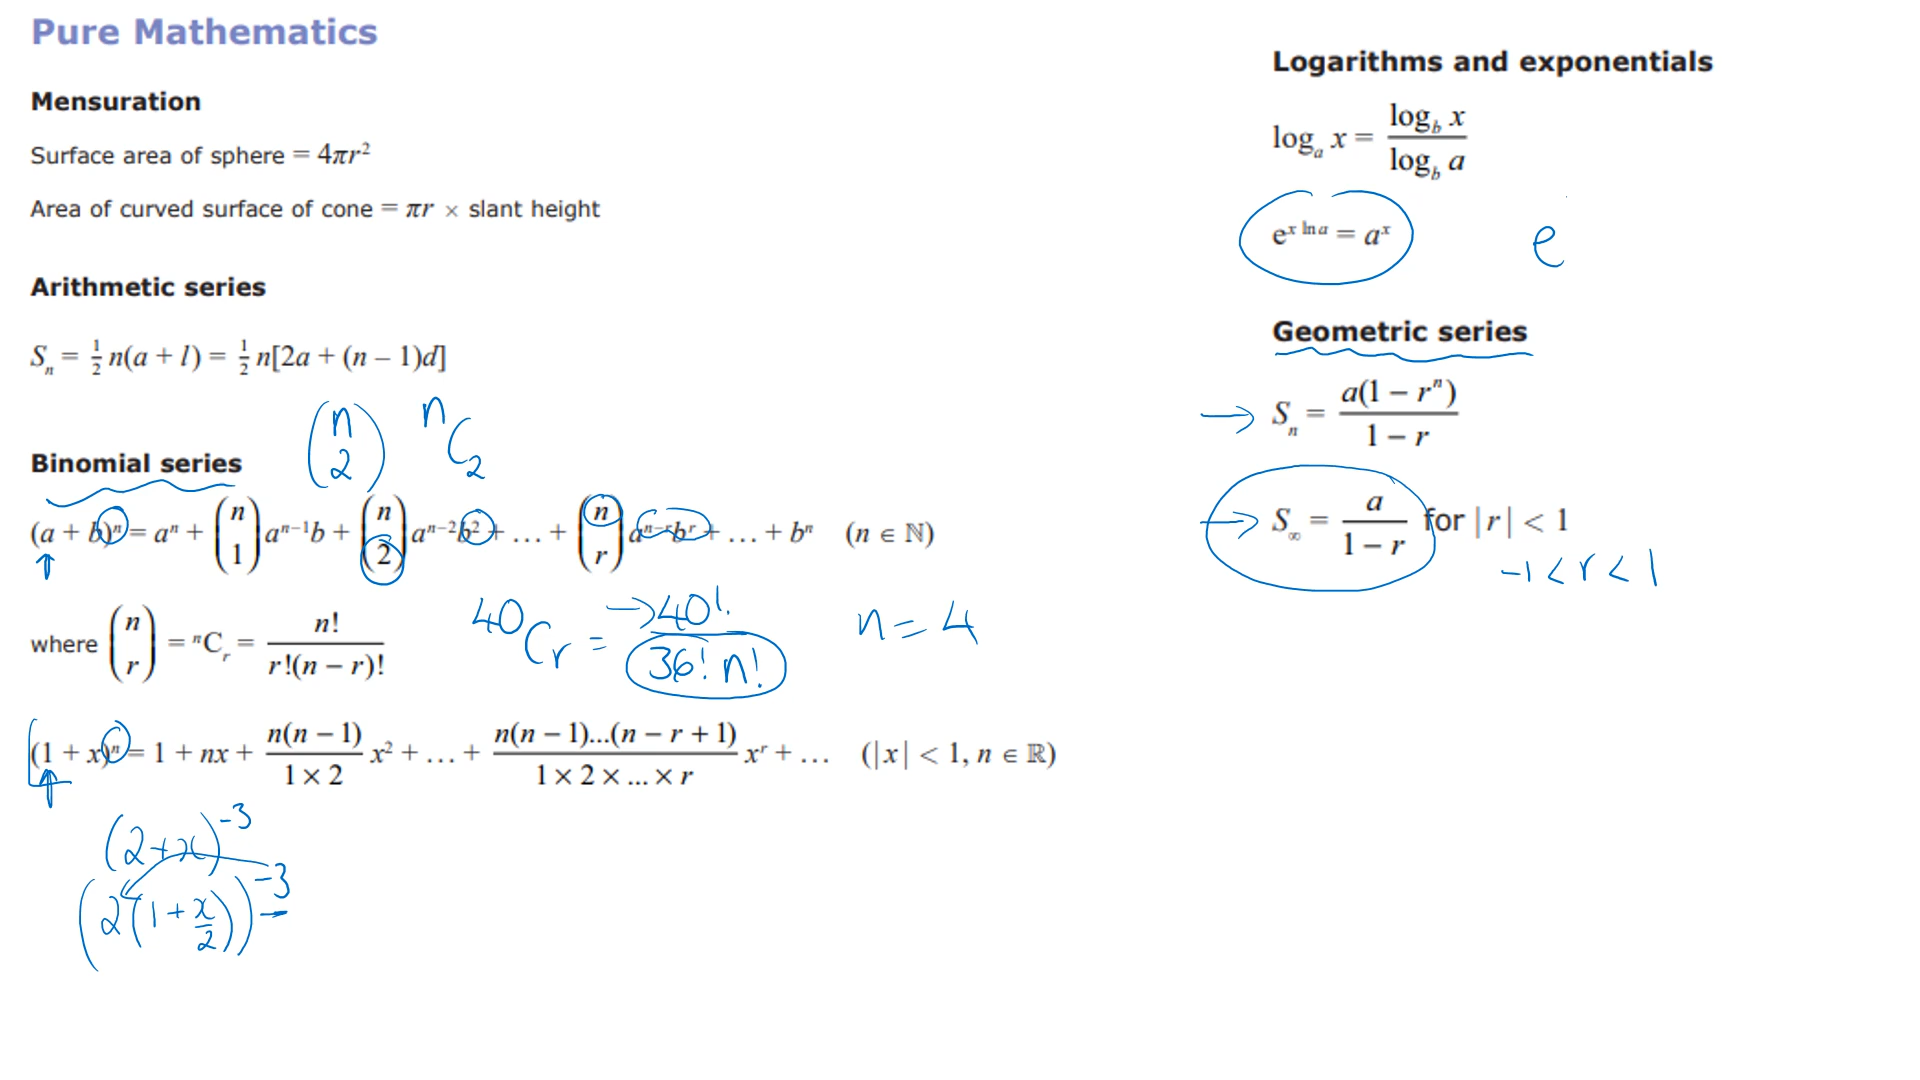 Pure Mathematics
Mensuration
Surface area of sphere = 4πr²
Area of curved surface of cone = πr × slant height
Arithmetic series
Sₙ = ½n(a + l) = ½n[2a + (n – 1)d]
(n 2) ⁿC₂
Binomial series
(a + b)ⁿ = aⁿ + (n 1) aⁿ⁻¹b + (n 2) aⁿ⁻²b² + … + (n r) aⁿ⁻ʳbʳ + … + bⁿ (n ∈ ℕ)
where (n r) = ⁿCᵣ = n! / r!(n – r)!
⁴⁰Cᵣ = → 40! / 36! n!
n = 4
(1 + x)ⁿ = 1 + nx + n(n – 1) / 1 × 2 x² + … + n(n – 1)...(n – r + 1) / 1 × 2 × ... × r xʳ + … (|x| < 1, n ∈ ℝ)
(2 + x)⁻³
(2(1 + x/2))⁻³
Logarithms and exponentials
logₐ x = log_b x / log_b a
e^(x ln a) = aˣ
e
Geometric series
→ Sₙ = a(1 – rⁿ) / 1 – r
→ S∞ = a / 1 – r for |r| < 1
-1 < r < 1